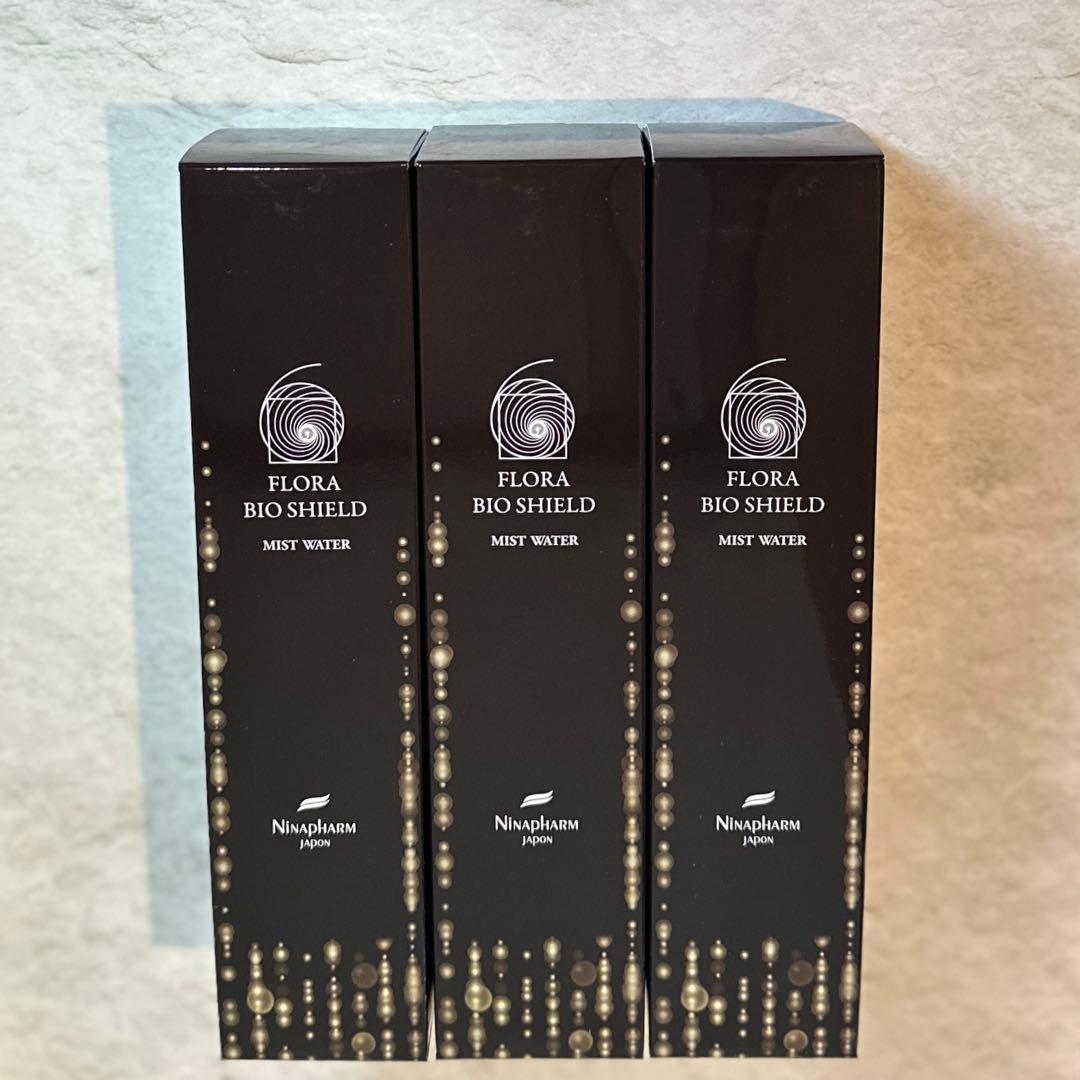 FLORA
BIO SHIELD
MIST WATER
NINAPHARM
JAPON
FLORA
BIO SHIELD
MIST WATER
NINAPHARM
JAPON
FLORA
BIO SHIELD
MIST WATER
NINAPHARM
JAPON